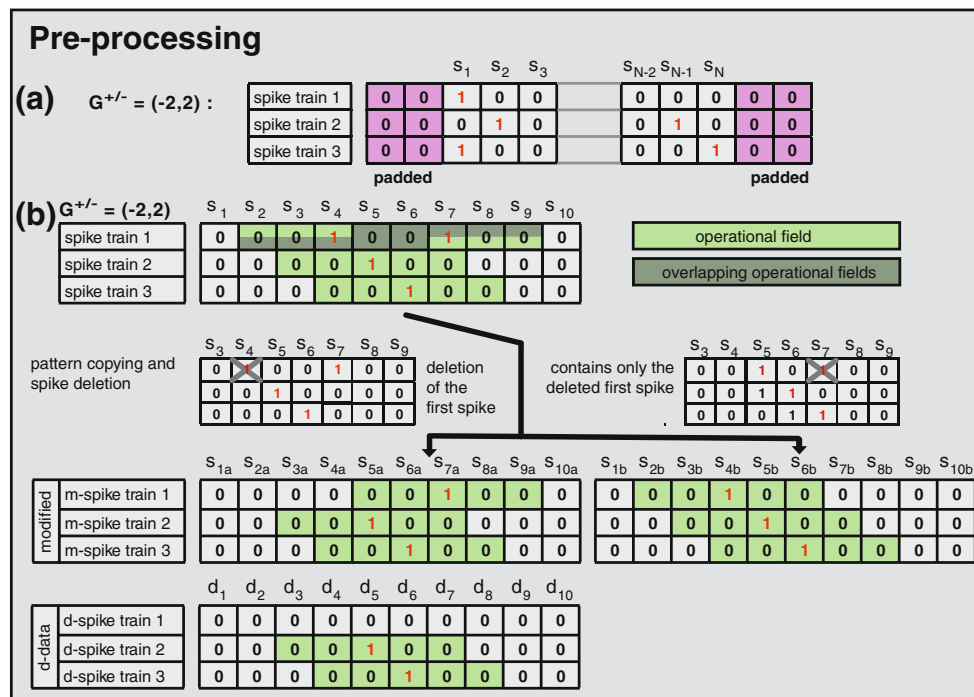 Pre-processing
(a) G+/- = (-2,2) :
s1 s2 s3 sN-2 sN-1 sN
spike train 1 0 0 1 0 0 0 0 0 0 0
spike train 2 0 0 0 1 0 0 1 0 0 0
spike train 3 0 0 1 0 0 0 0 1 0 0
padded padded
(b) G+/- = (-2,2) s1 s2 s3 s4 s5 s6 s7 s8 s9 s10
spike train 1 0 0 0 1 0 0 1 0 0 0
spike train 2 0 0 0 0 1 0 0 0 0 0
spike train 3 0 0 0 0 0 1 0 0 0 0
operational field
overlapping operational fields
pattern copying and
spike deletion
s3 s4 s5 s6 s7 s8 s9
0 1 0 0 1 0 0
0 0 1 0 0 0 0
0 0 0 1 0 0 0
deletion
of the
first spike
contains only the
deleted first spike
.
s3 s4 s5 s6 s7 s8 s9
0 0 1 0 1 0 0
0 0 1 1 0 0 0
0 0 0 1 1 0 0
s1a s2a s3a s4a s5a s6a s7a s8a s9a s10a
modified
m-spike train 1 0 0 0 0 0 0 1 0 0 0
m-spike train 2 0 0 0 0 1 0 0 0 0 0
m-spike train 3 0 0 0 0 0 1 0 0 0 0
s1b s2b s3b s4b s5b s6b s7b s8b s9b s10b
0 0 0 1 0 0 0 0 0 0
0 0 0 0 1 0 0 0 0 0
0 0 0 0 0 1 0 0 0 0
d1 d2 d3 d4 d5 d6 d7 d8 d9 d10
d-data
d-spike train 1 0 0 0 0 0 0 0 0 0 0
d-spike train 2 0 0 0 0 1 0 0 0 0 0
d-spike train 3 0 0 0 0 0 1 0 0 0 0